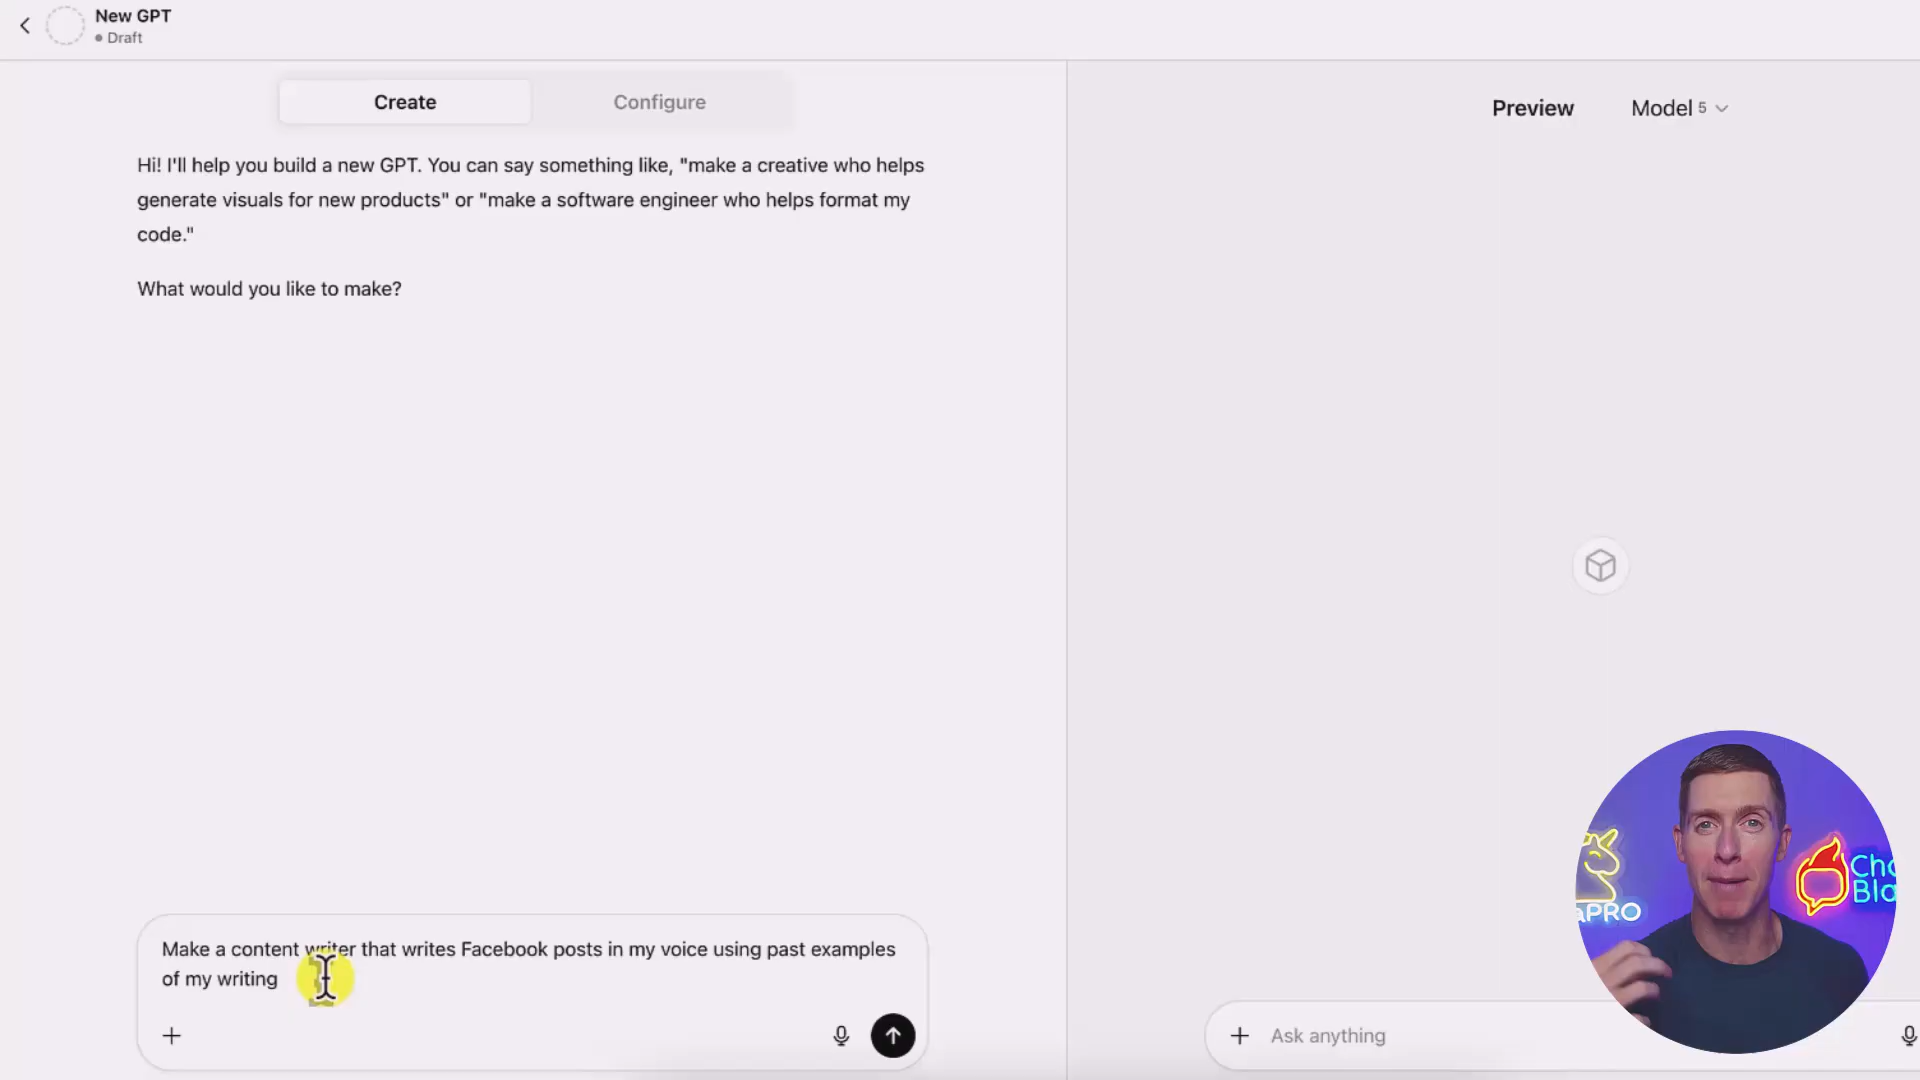 New GPT
Draft
Create
Configure
Preview
Model 5
Hi! I'll help you build a new GPT. You can say something like, "make a creative who helps
generate visuals for new products" or "make a software engineer who helps format my
code."
What would you like to make?
Make a content writer that writes Facebook posts in my voice using past examples
of my writing
Ask anything
aPRO